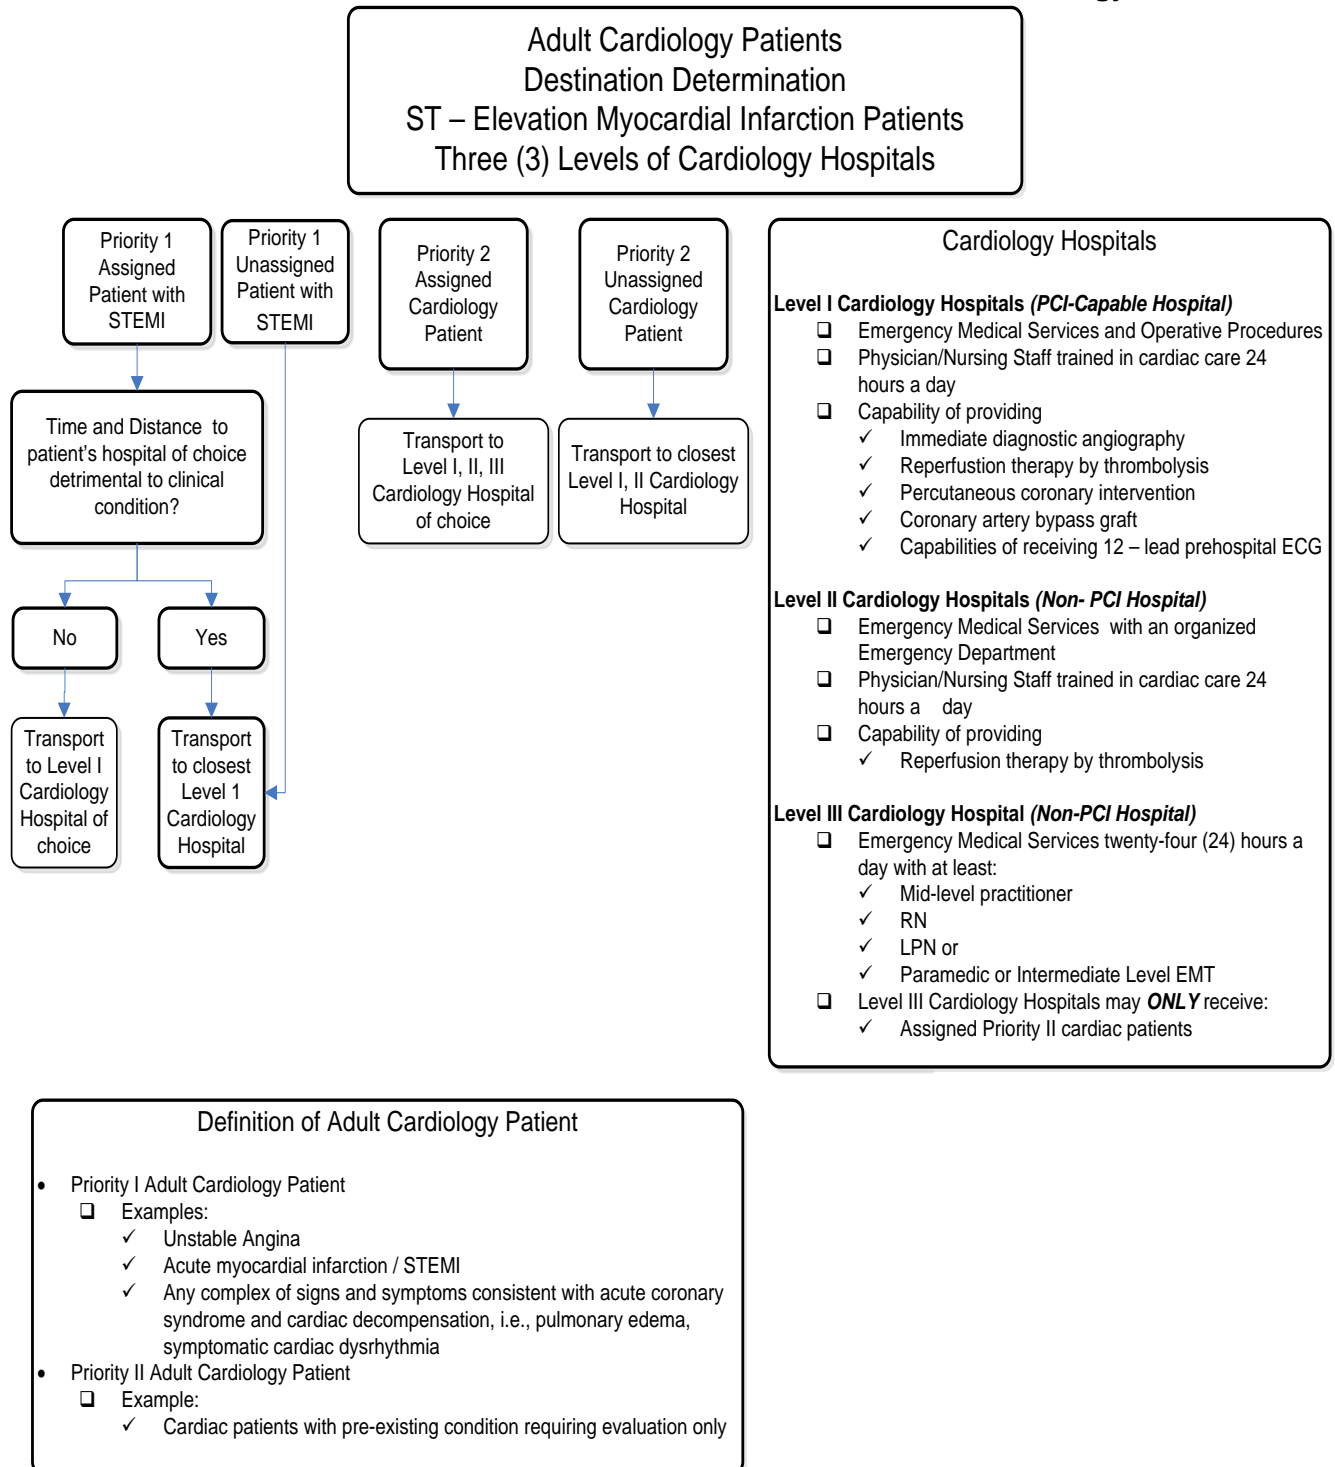 Adult Cardiology Patients
Destination Determination
ST – Elevation Myocardial Infarction Patients
Three (3) Levels of Cardiology Hospitals
Priority 1
Assigned
Patient with
STEMI
Priority 1
Unassigned
Patient with
STEMI
Priority 2
Assigned
Cardiology
Patient
Priority 2
Unassigned
Cardiology
Patient
Time and Distance to
patient's hospital of choice
detrimental to clinical
condition?
Transport to
Level I, II, III
Cardiology Hospital
of choice
Transport to closest
Level I, II Cardiology
Hospital
No
Yes
Transport
to Level I
Cardiology
Hospital of
choice
Transport
to closest
Level 1
Cardiology
Hospital
Cardiology Hospitals
Level I Cardiology Hospitals (PCI-Capable Hospital)
❑ Emergency Medical Services and Operative Procedures
❑ Physician/Nursing Staff trained in cardiac care 24
hours a day
❑ Capability of providing
✓ Immediate diagnostic angiography
✓ Reperfustion therapy by thrombolysis
✓ Percutaneous coronary intervention
✓ Coronary artery bypass graft
✓ Capabilities of receiving 12 – lead prehospital ECG
Level II Cardiology Hospitals (Non- PCI Hospital)
❑ Emergency Medical Services with an organized
Emergency Department
❑ Physician/Nursing Staff trained in cardiac care 24
hours a day
❑ Capability of providing
✓ Reperfusion therapy by thrombolysis
Level III Cardiology Hospital (Non-PCI Hospital)
❑ Emergency Medical Services twenty-four (24) hours a
day with at least:
✓ Mid-level practitioner
✓ RN
✓ LPN or
✓ Paramedic or Intermediate Level EMT
❑ Level III Cardiology Hospitals may ONLY receive:
✓ Assigned Priority II cardiac patients
Definition of Adult Cardiology Patient
• Priority I Adult Cardiology Patient
❑ Examples:
✓ Unstable Angina
✓ Acute myocardial infarction / STEMI
✓ Any complex of signs and symptoms consistent with acute coronary
syndrome and cardiac decompensation, i.e., pulmonary edema,
symptomatic cardiac dysrhythmia
• Priority II Adult Cardiology Patient
❑ Example:
✓ Cardiac patients with pre-existing condition requiring evaluation only